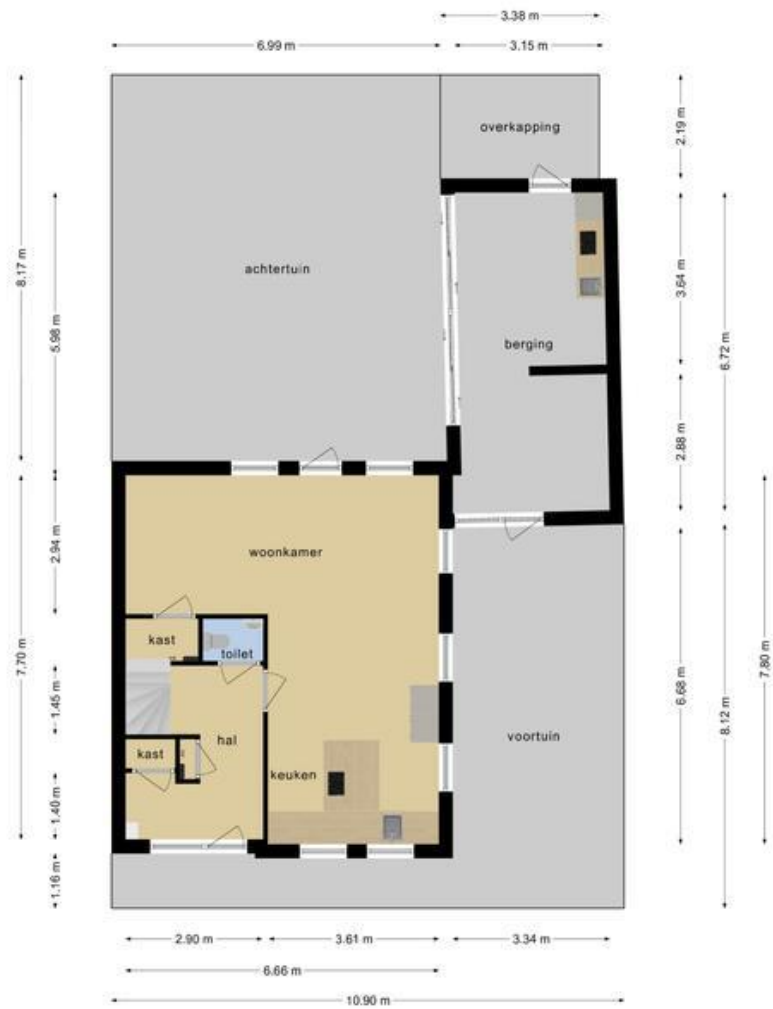 3.38 m
6.99 m
3.15 m
overkapping
2.19 m
achtertuin
8.17 m
5.98 m
3.64 m
berging
6.72 m
2.88 m
woonkamer
2.94 m
kast
toilet
7.70 m
1.45 m
6.68 m
7.80 m
8.12 m
hal
voortuin
kast
keuken
1.40 m
1.16 m
2.90 m
3.61 m
3.34 m
6.66 m
10.90 m